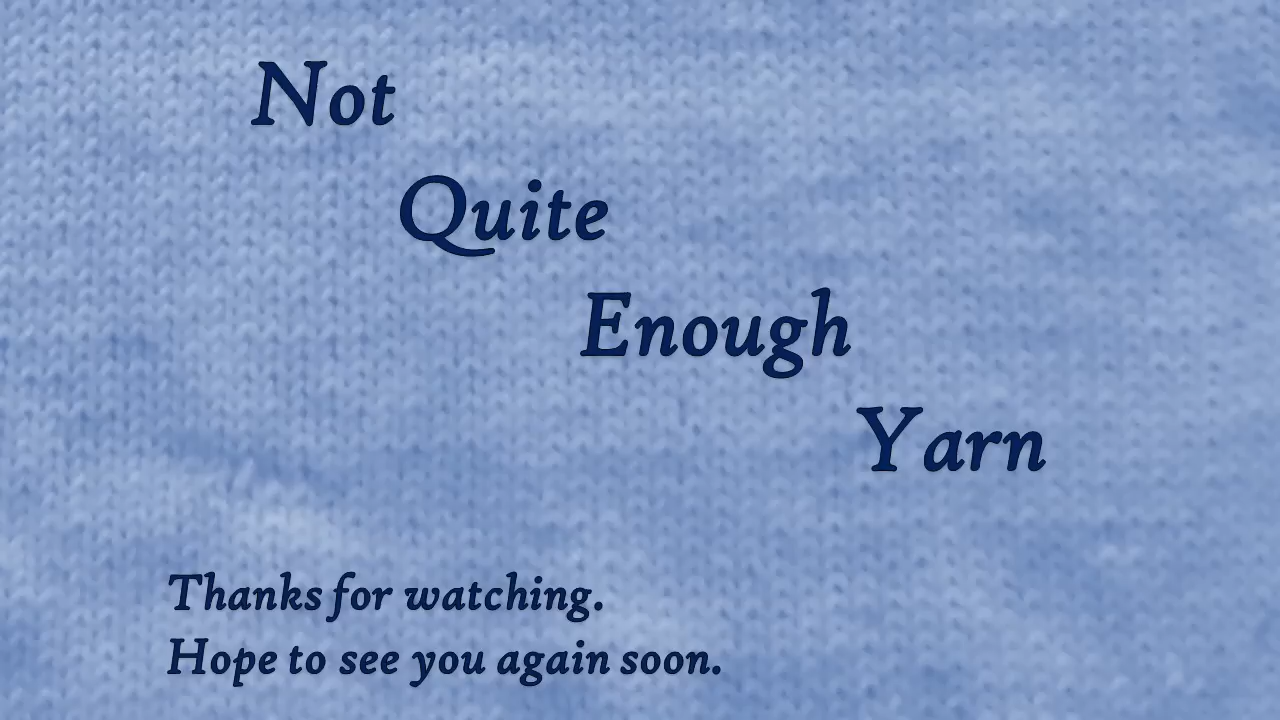 Not
Quite
Enough
Yarn
Thanks for watching.
Hope to see you again soon.